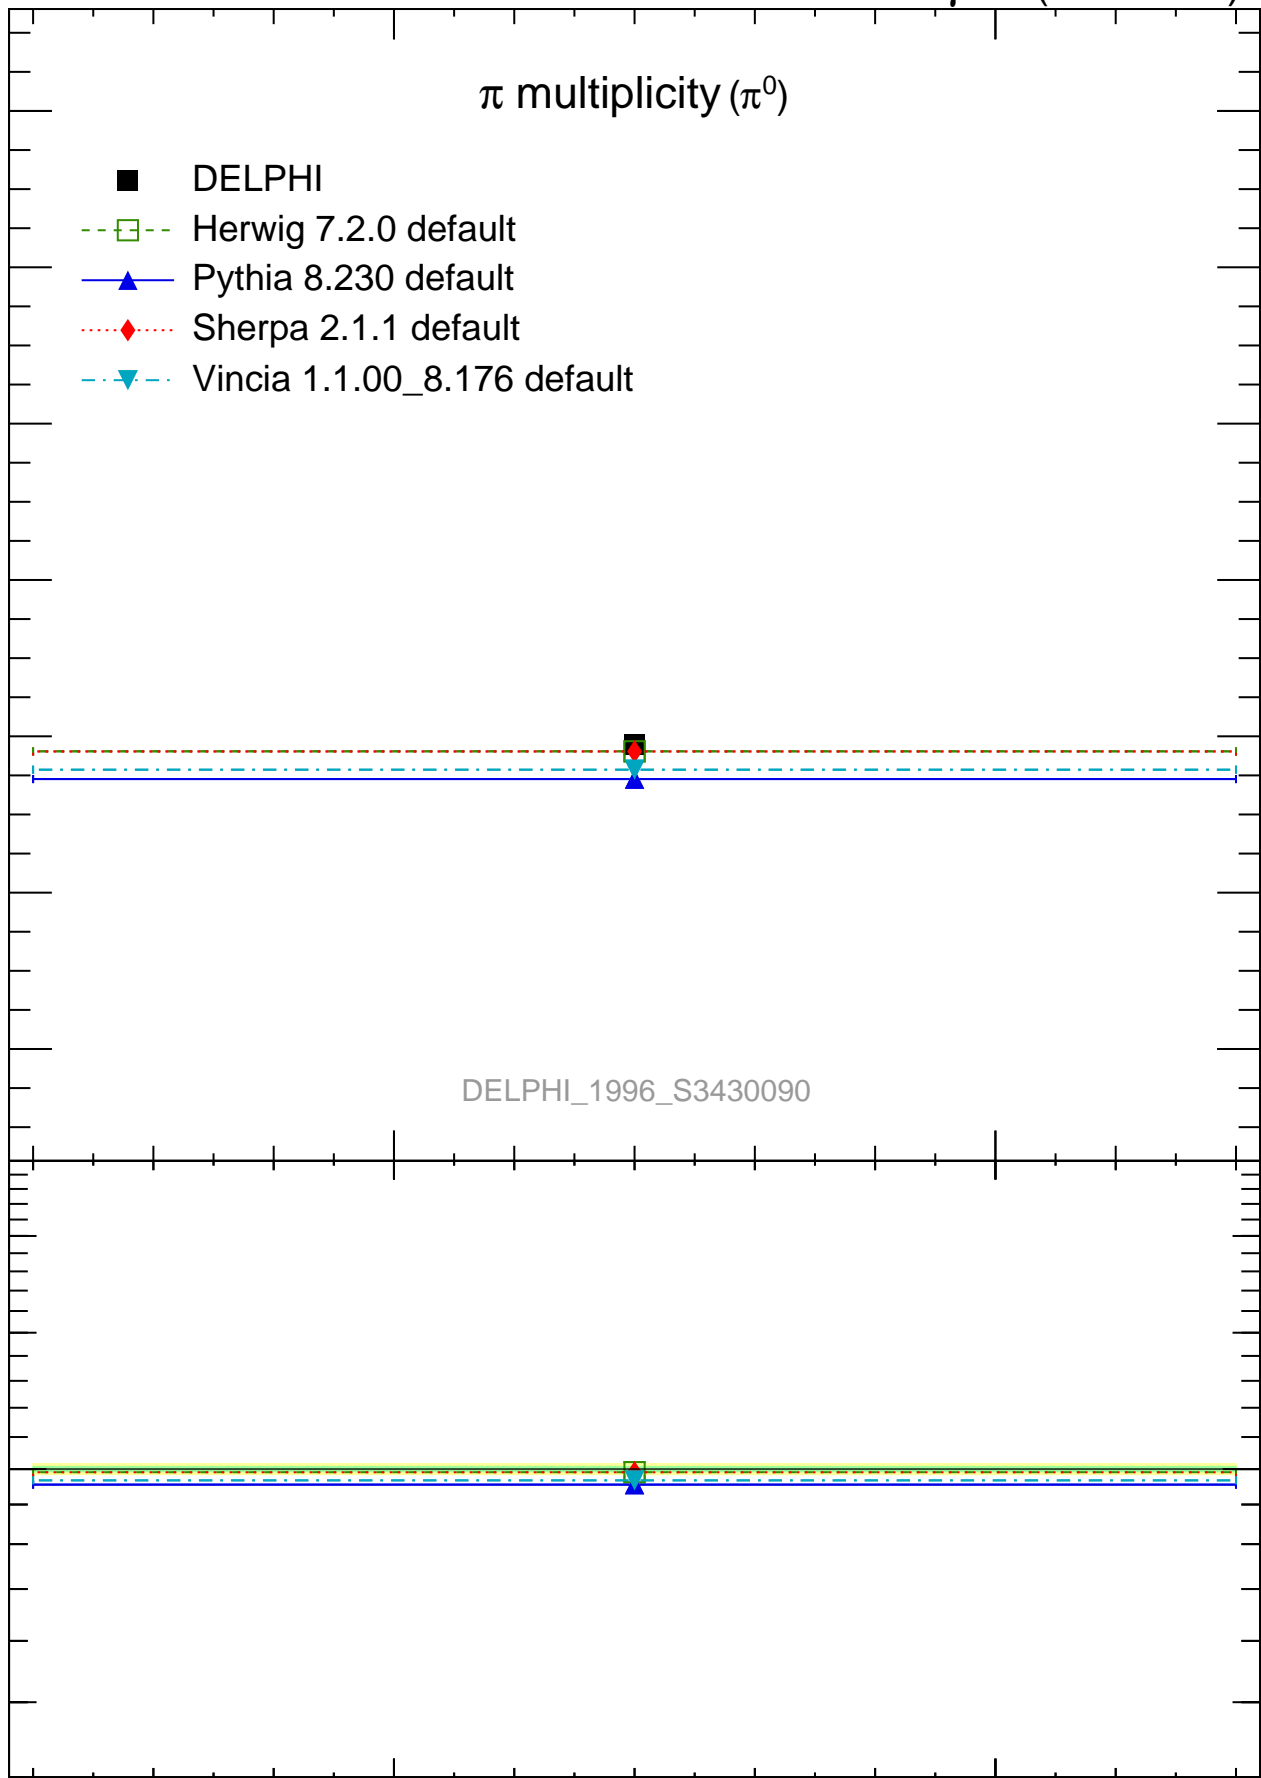 π multiplicity (π⁰)
DELPHI
Herwig 7.2.0 default
Pythia 8.230 default
Sherpa 2.1.1 default
Vincia 1.1.00_8.176 default
DELPHI_1996_S3430090